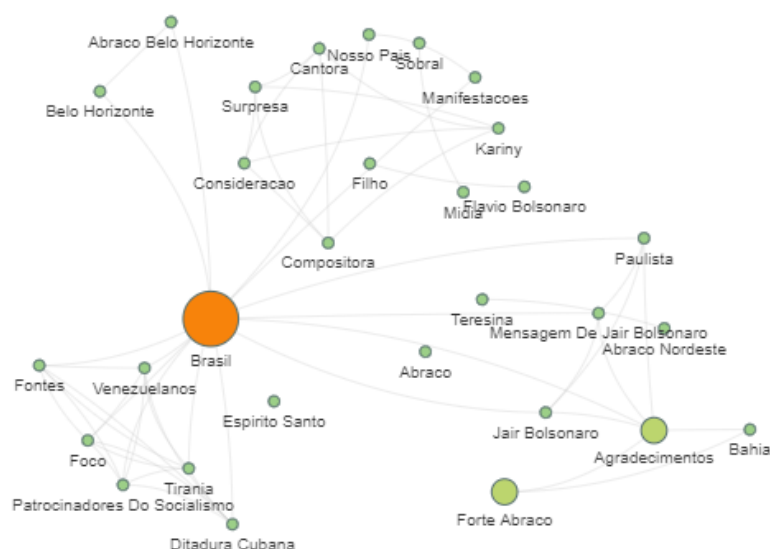 Abraco Belo Horizonte
Nosso Pais
Sobral
Cantora
Belo Horizonte
Surpresa
Manifestacoes
Kariny
Consideracao
Filho
Midia
Flavio Bolsonaro
Compositora
Paulista
Teresina
Mensagem De Jair Bolsonaro
Abraco Nordeste
Brasil
Abraco
Fontes
Venezuelanos
Espirito Santo
Jair Bolsonaro
Agradecimentos
Bahia
Foco
Tirania
Patrocinadores Do Socialismo
Forte Abraco
Ditadura Cubana